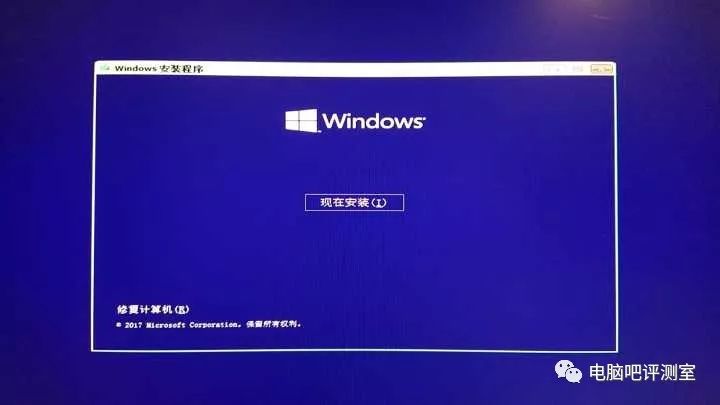 Windows 安装程序
Windows
现在安装(I)
修复计算机(R)
© 2017 Microsoft Corporation。保留所有权利。
电脑吧评测室